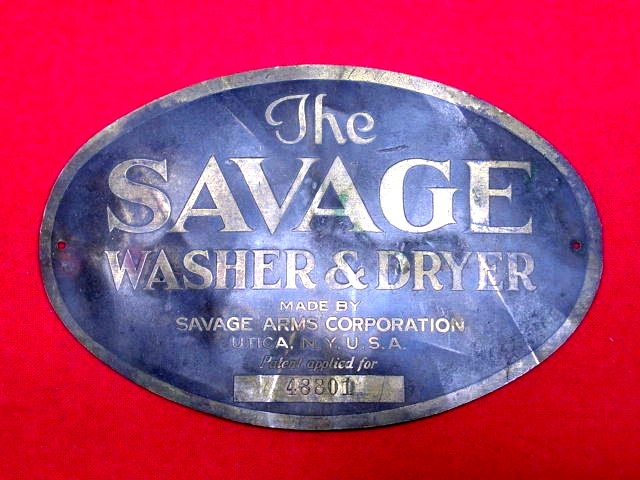 The
SAVAGE
WASHER & DRYER
MADE BY
SAVAGE ARMS CORPORATION
UTICA, N.Y. U.S.A.
Patent applied for
48801